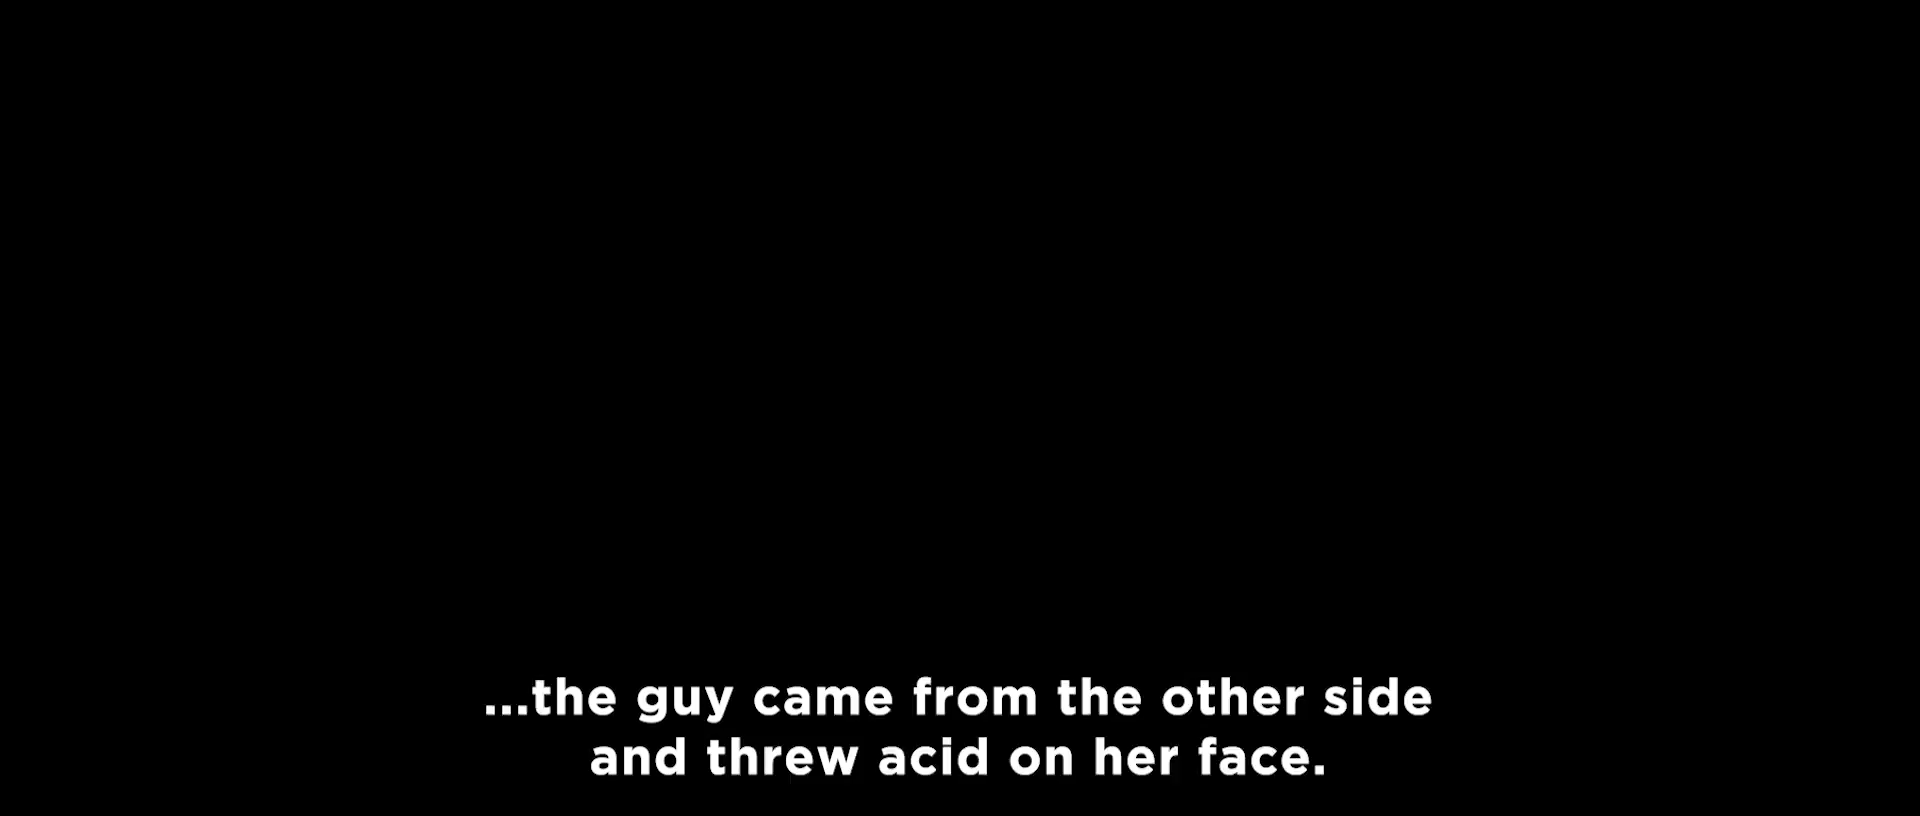 ...the guy came from the other side
and threw acid on her face.